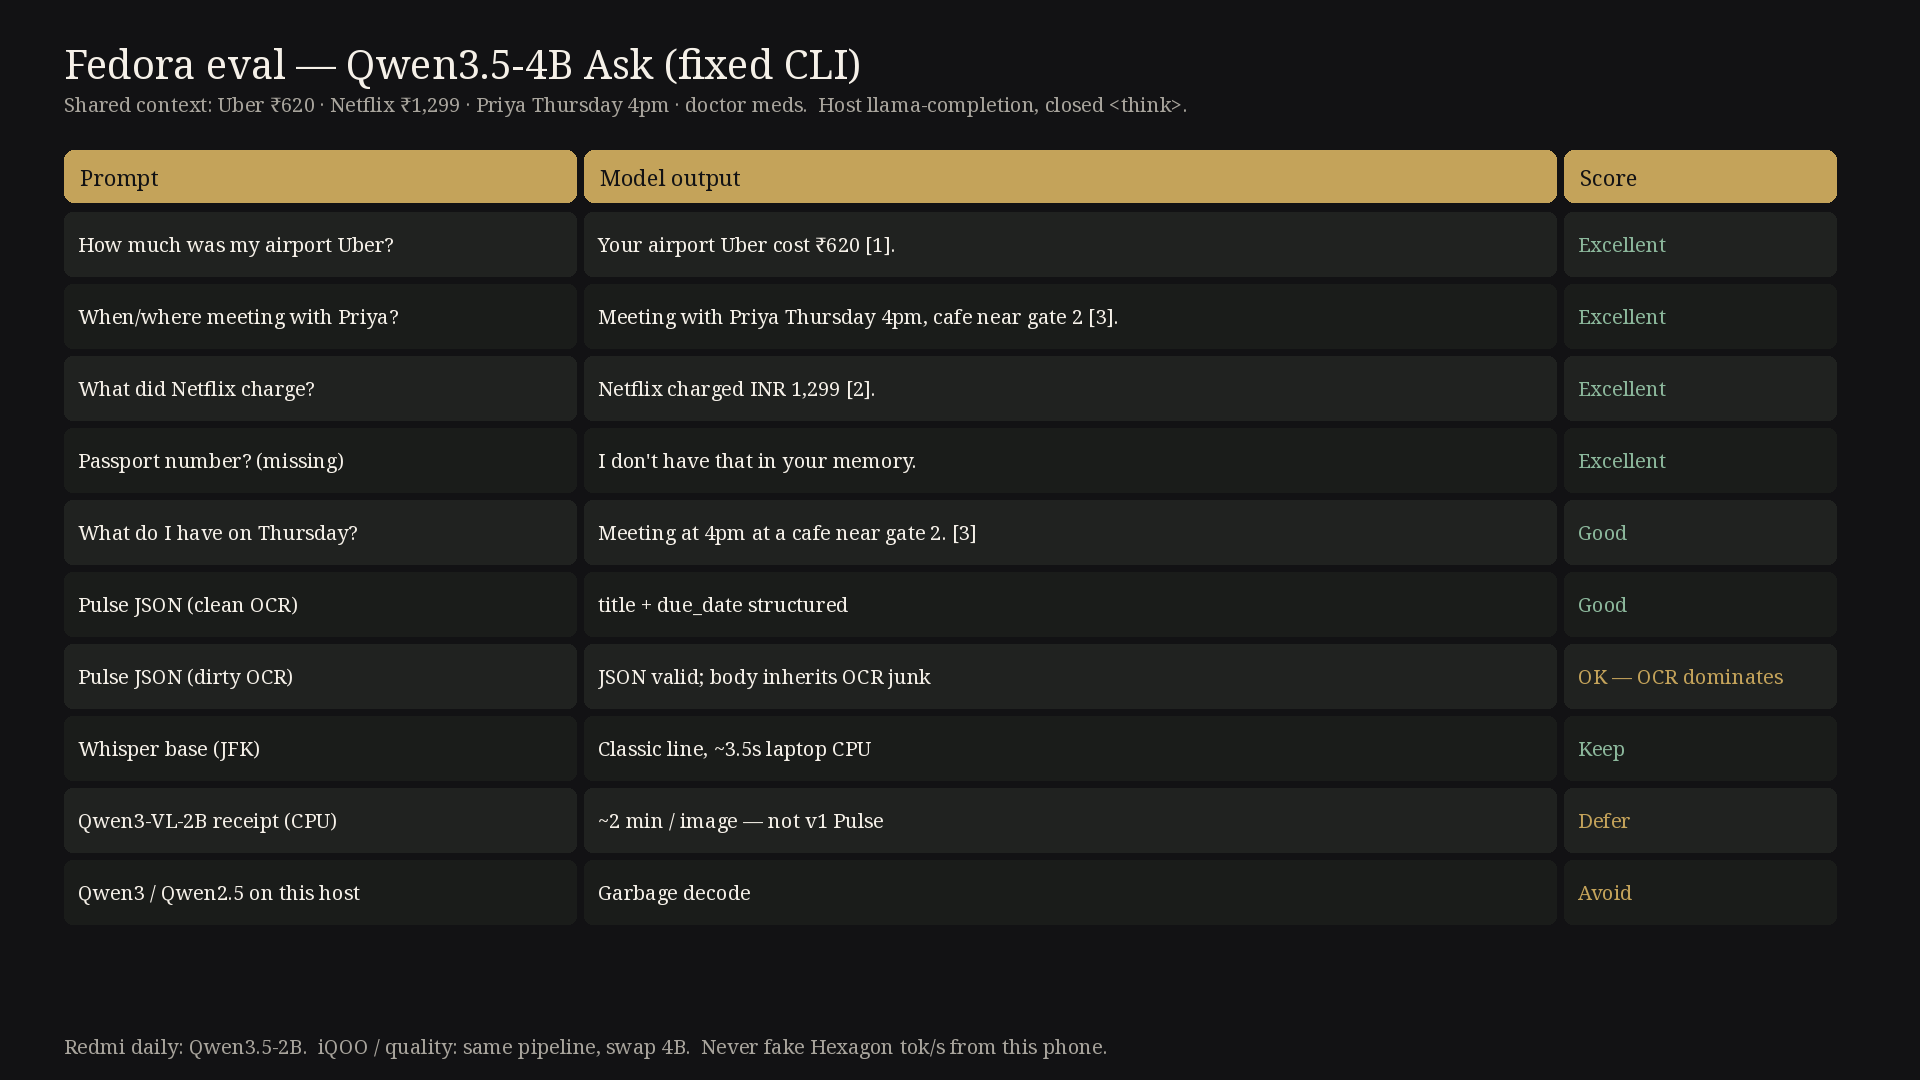 Fedora eval — Qwen3.5-4B Ask (fixed CLI)
Shared context: Uber ₹620 · Netflix ₹1,299 · Priya Thursday 4pm · doctor meds.  Host llama-completion, closed <think>.
Prompt Model output Score
How much was my airport Uber? Your airport Uber cost ₹620 [1]. Excellent
When/where meeting with Priya? Meeting with Priya Thursday 4pm, cafe near gate 2 [3]. Excellent
What did Netflix charge? Netflix charged INR 1,299 [2]. Excellent
Passport number? (missing) I don't have that in your memory. Excellent
What do I have on Thursday? Meeting at 4pm at a cafe near gate 2. [3] Good
Pulse JSON (clean OCR) title + due_date structured Good
Pulse JSON (dirty OCR) JSON valid; body inherits OCR junk OK — OCR dominates
Whisper base (JFK) Classic line, ~3.5s laptop CPU Keep
Qwen3-VL-2B receipt (CPU) ~2 min / image — not v1 Pulse Defer
Qwen3 / Qwen2.5 on this host Garbage decode Avoid
Redmi daily: Qwen3.5-2B.  iQOO / quality: same pipeline, swap 4B.  Never fake Hexagon tok/s from this phone.